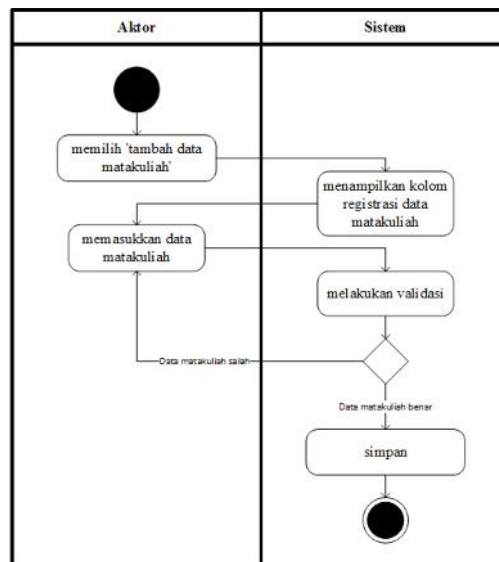 Aktor
Sistem
memilih 'tambah data
matakuliah'
menampilkan kolom
registrasi data
matakuliah
memasukkan data
matakuliah
melakukan validasi
Data matakuliah salah
Data matakuliah benar
simpan